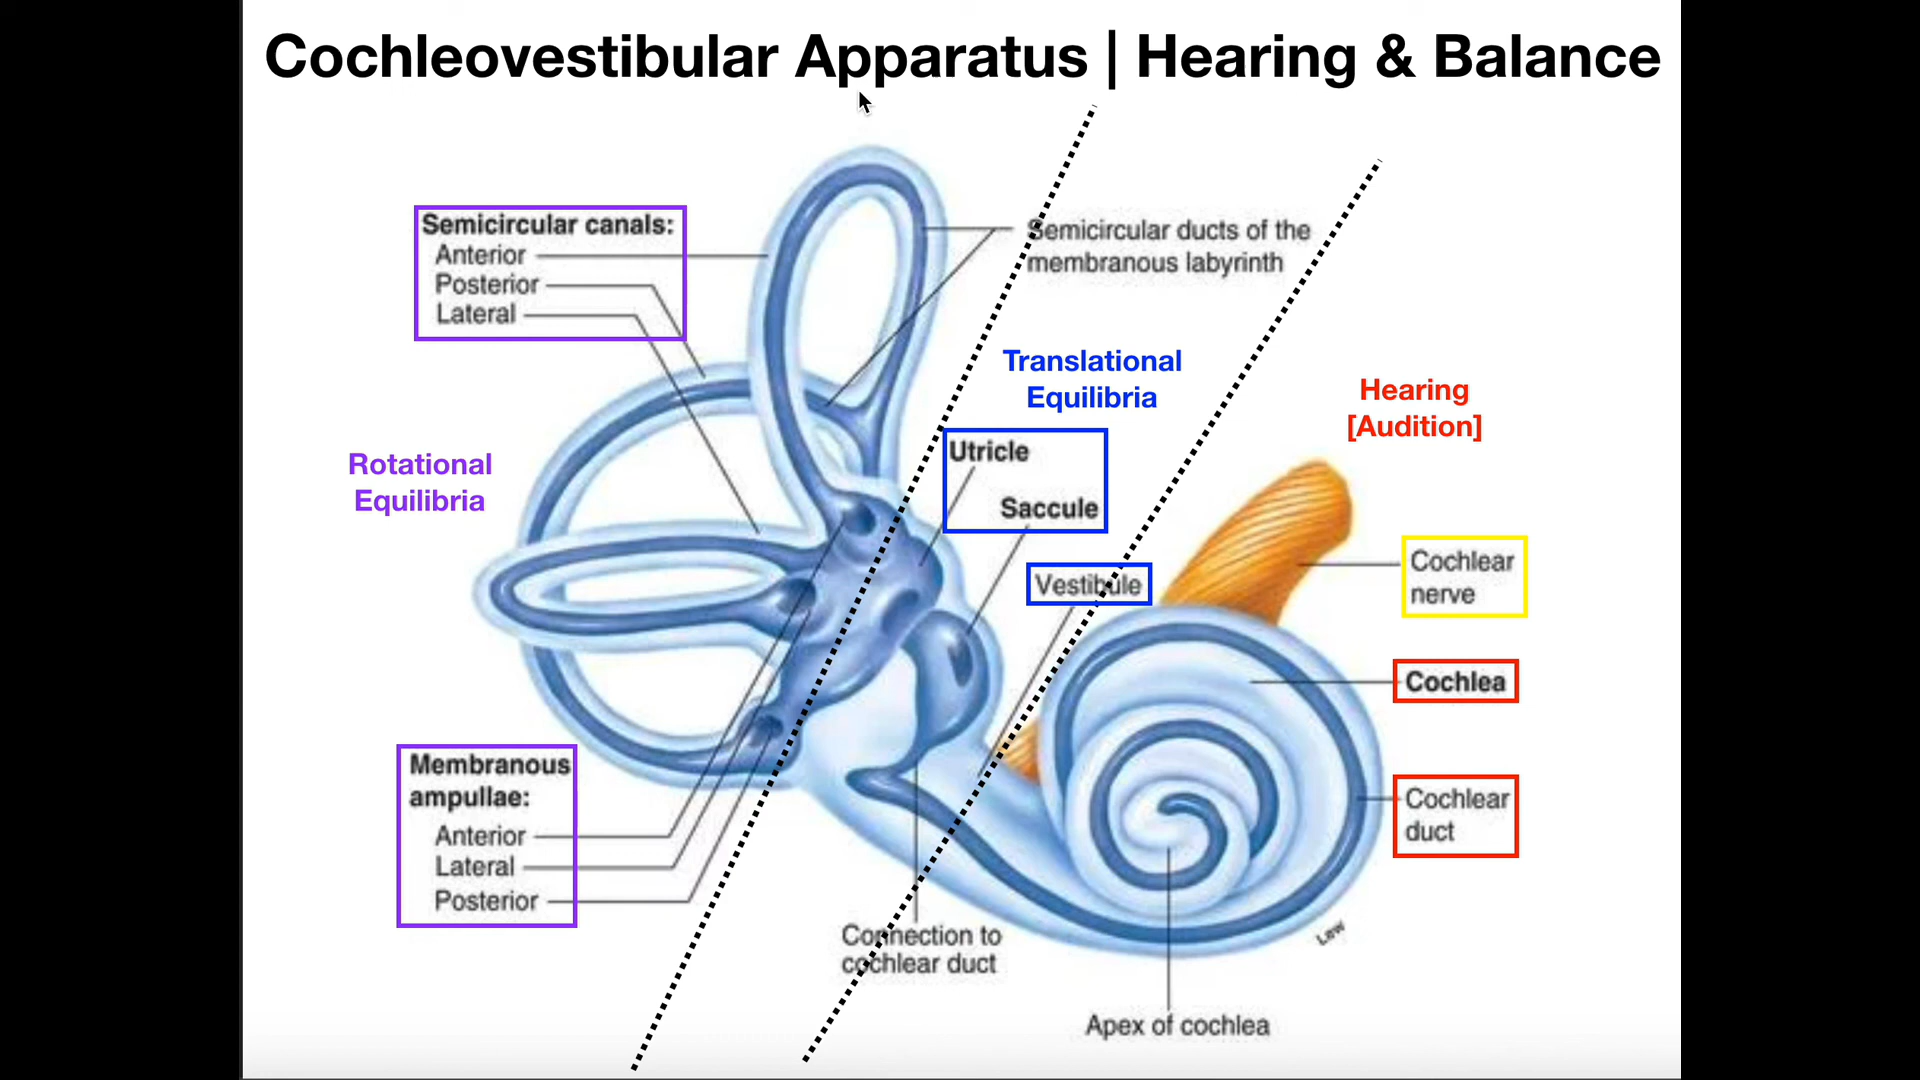 Cochleovestibular Apparatus | Hearing & Balance
Semicircular canals:
Anterior
Posterior
Lateral
Semicircular ducts of the
membranous labyrinth
Translational
Equilibria
Hearing
[Audition]
Rotational
Equilibria
Utricle
Saccule
Vestibule
Cochlear
nerve
Cochlea
Cochlear
duct
Membranous
ampullae:
Anterior
Lateral
Posterior
Connection to
cochlear duct
Apex of cochlea